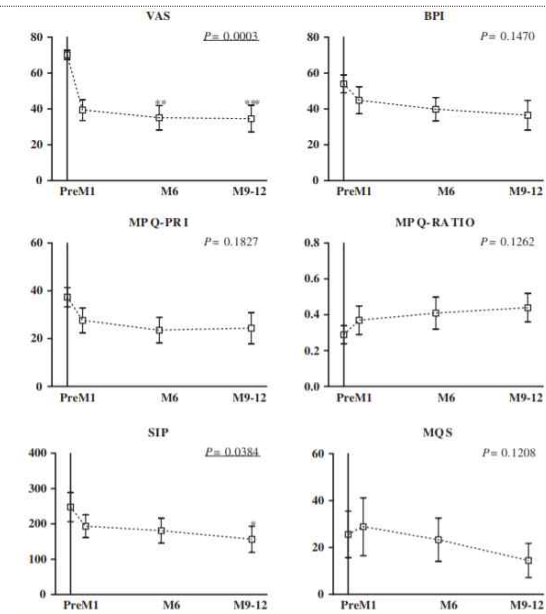 VAS
80
60
40
20
0
P = 0.0003
**
***
PreM1 M6 M9-12
BPI
80
60
40
20
0
P = 0.1470
PreM1 M6 M9-12
MPQ-PRI
60
40
20
0
P = 0.1827
PreM1 M6 M9-12
MPQ-RATIO
0.8
0.6
0.4
0.2
0.0
P = 0.1262
PreM1 M6 M9-12
SIP
400
300
200
100
0
P = 0.0384
*
PreM1 M6 M9-12
MQS
60
40
20
0
P = 0.1208
PreM1 M6 M9-12